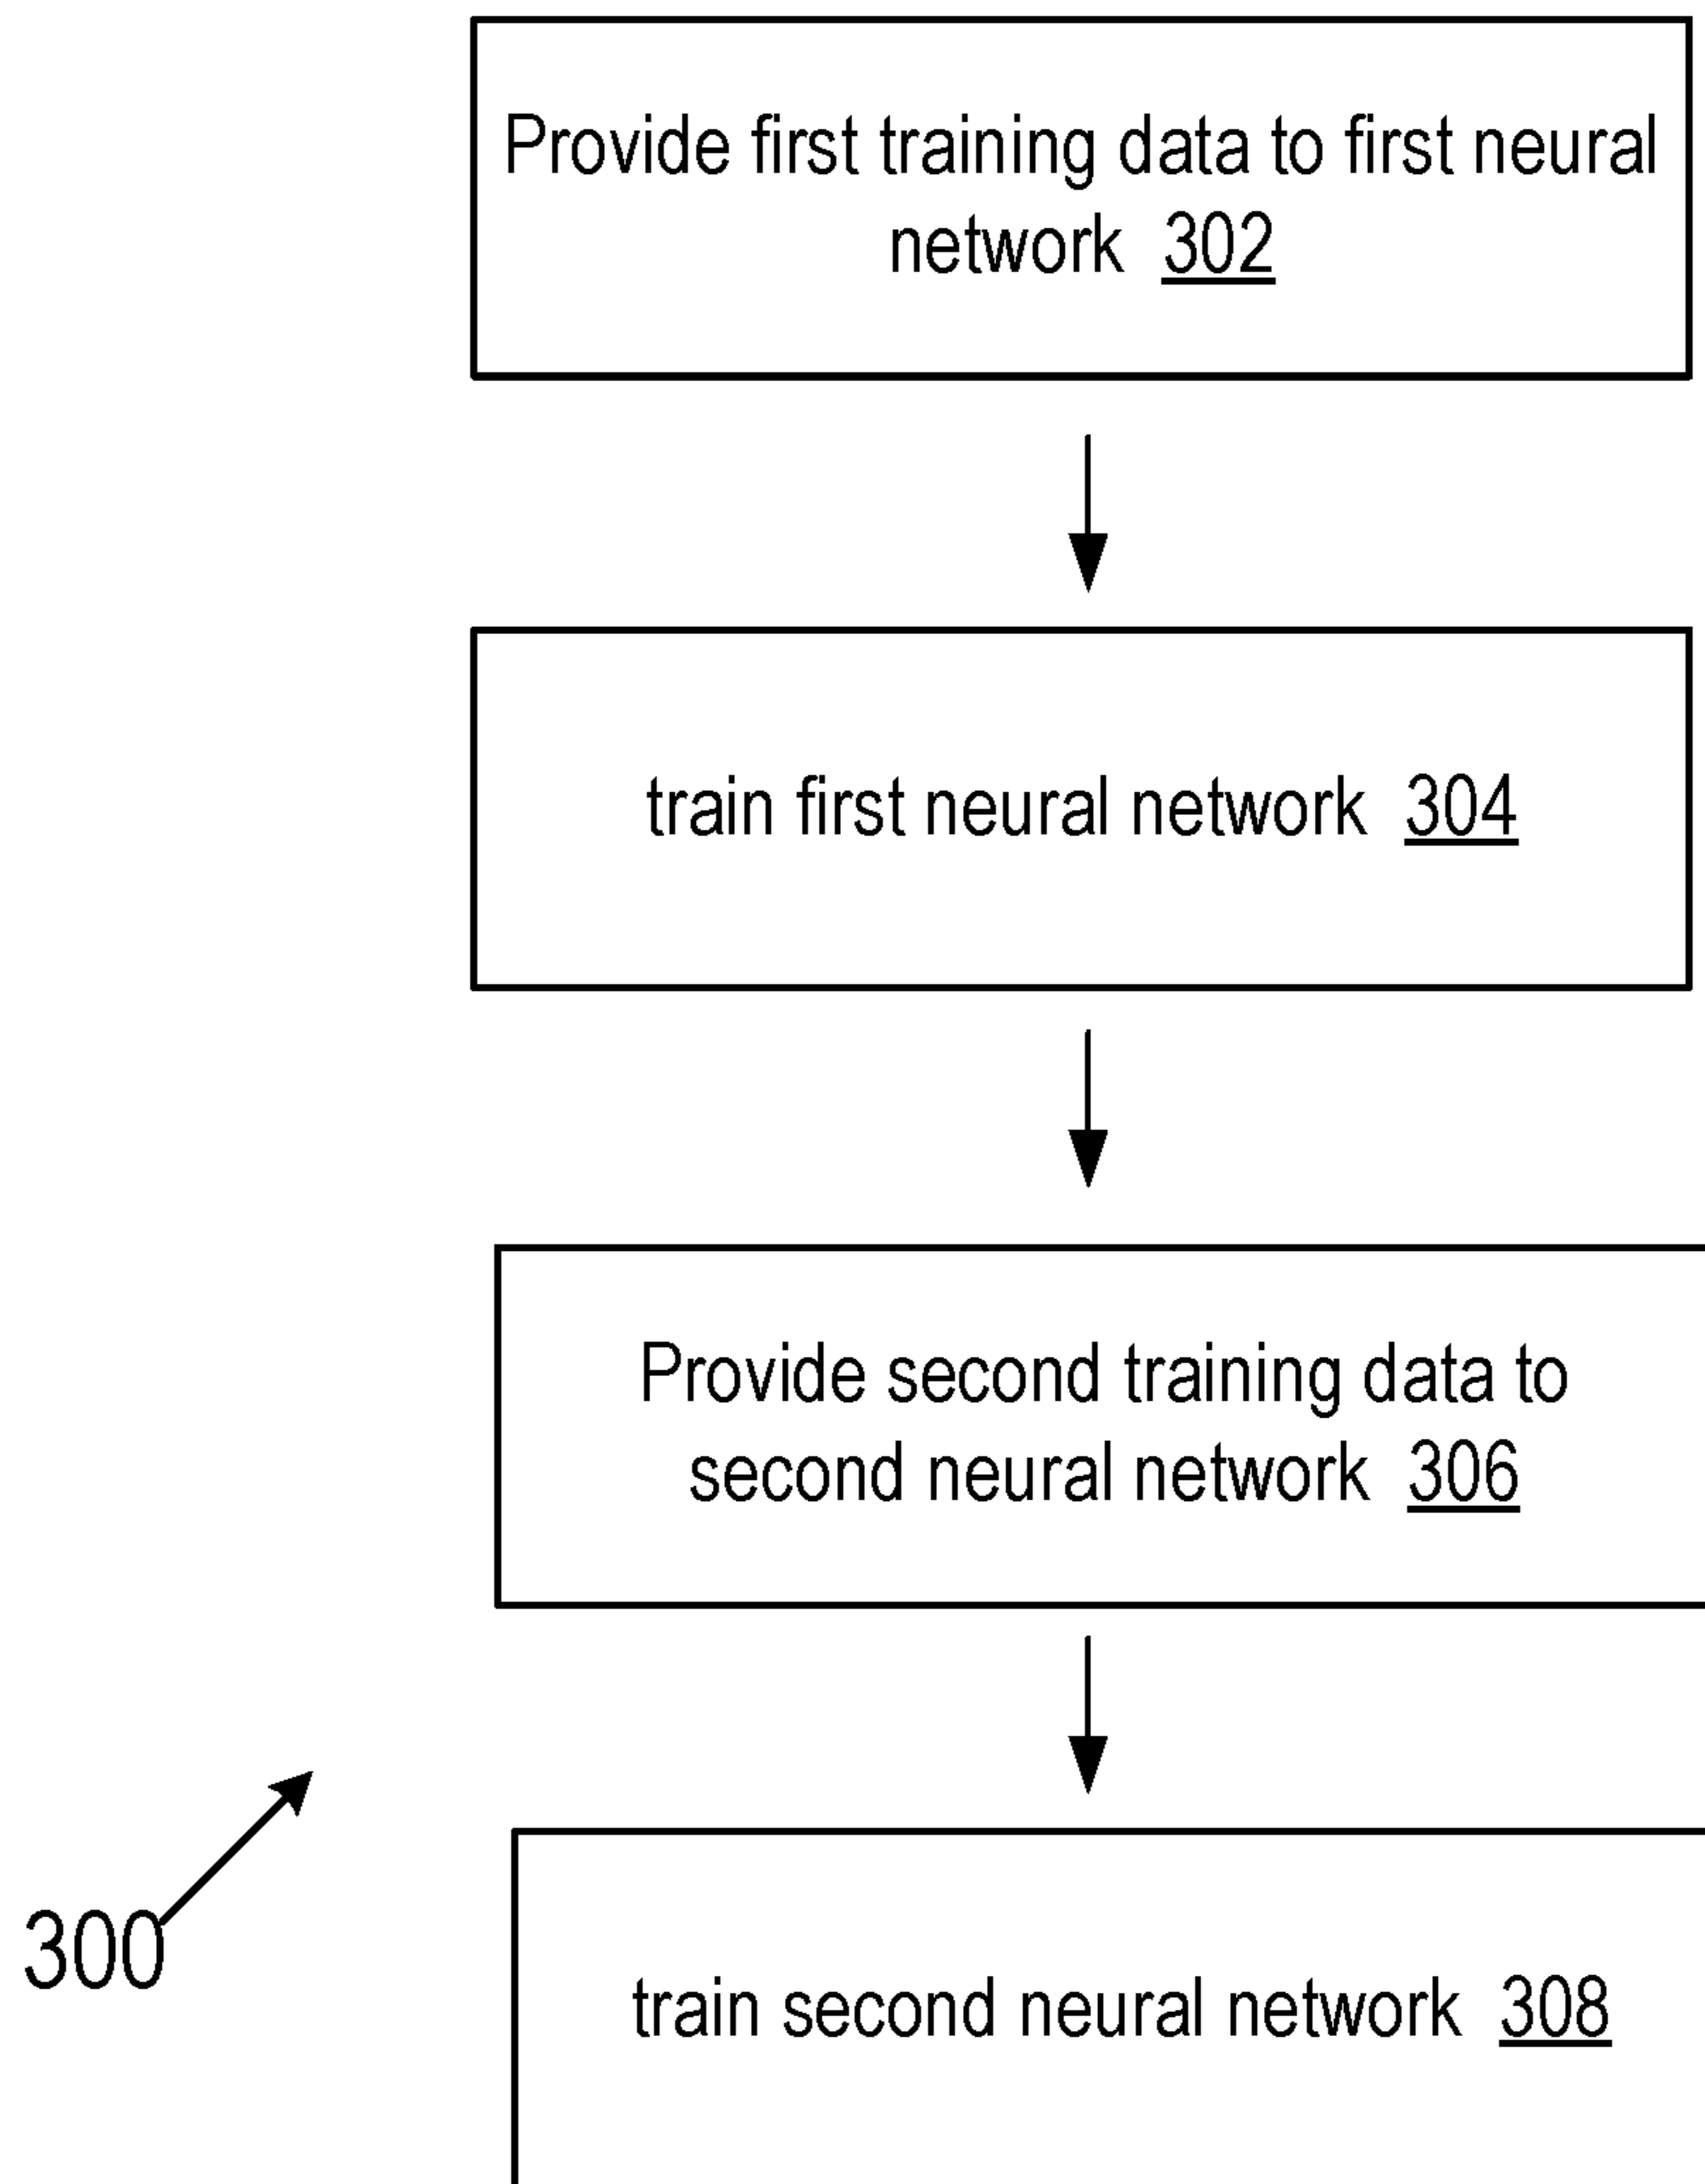 Provide first training data to first neural
network 302
train first neural network 304
Provide second training data to
second neural network 306
300
train second neural network 308